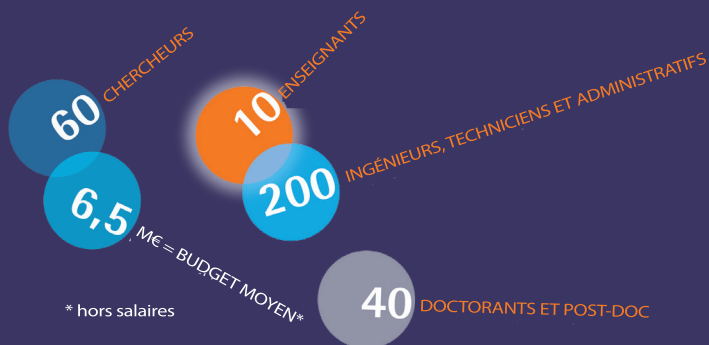 60 CHERCHEURS
10 ENSEIGNANTS
200 INGÉNIEURS, TECHNICIENS ET ADMINISTRATIFS
6,5 M€ = BUDGET MOYEN*
40 DOCTORANTS ET POST-DOC
* hors salaires